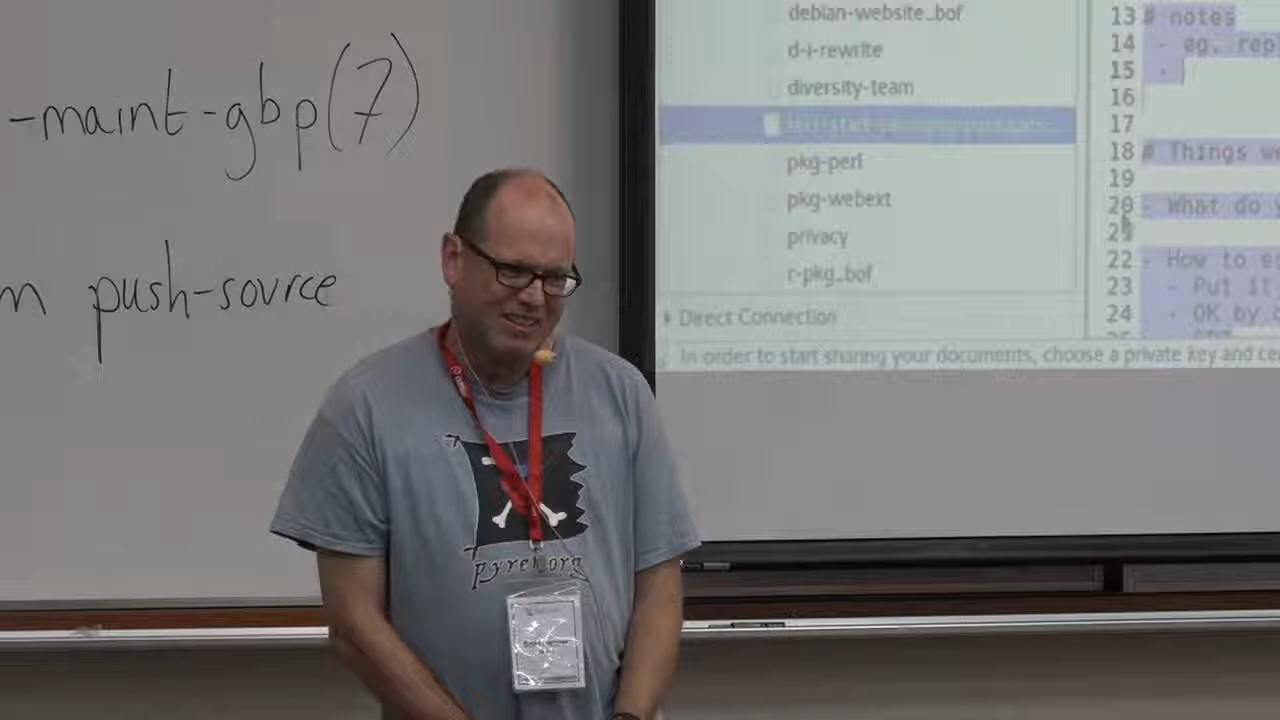 -maint-gbp(7)
m push-source
debian-website_bof
d-i-rewrite
diversity-team
pkg-perl
pkg-webext
privacy
r-pkg_bof
Direct Connection
In order to start sharing your documents, choose a private key and ce
13 # notes
14 - eg. rep
15 -
16
17
18 # Things we
19
20 - What do y
21
22 - How to e
23 - Put it
24 - OK by
pyre .org